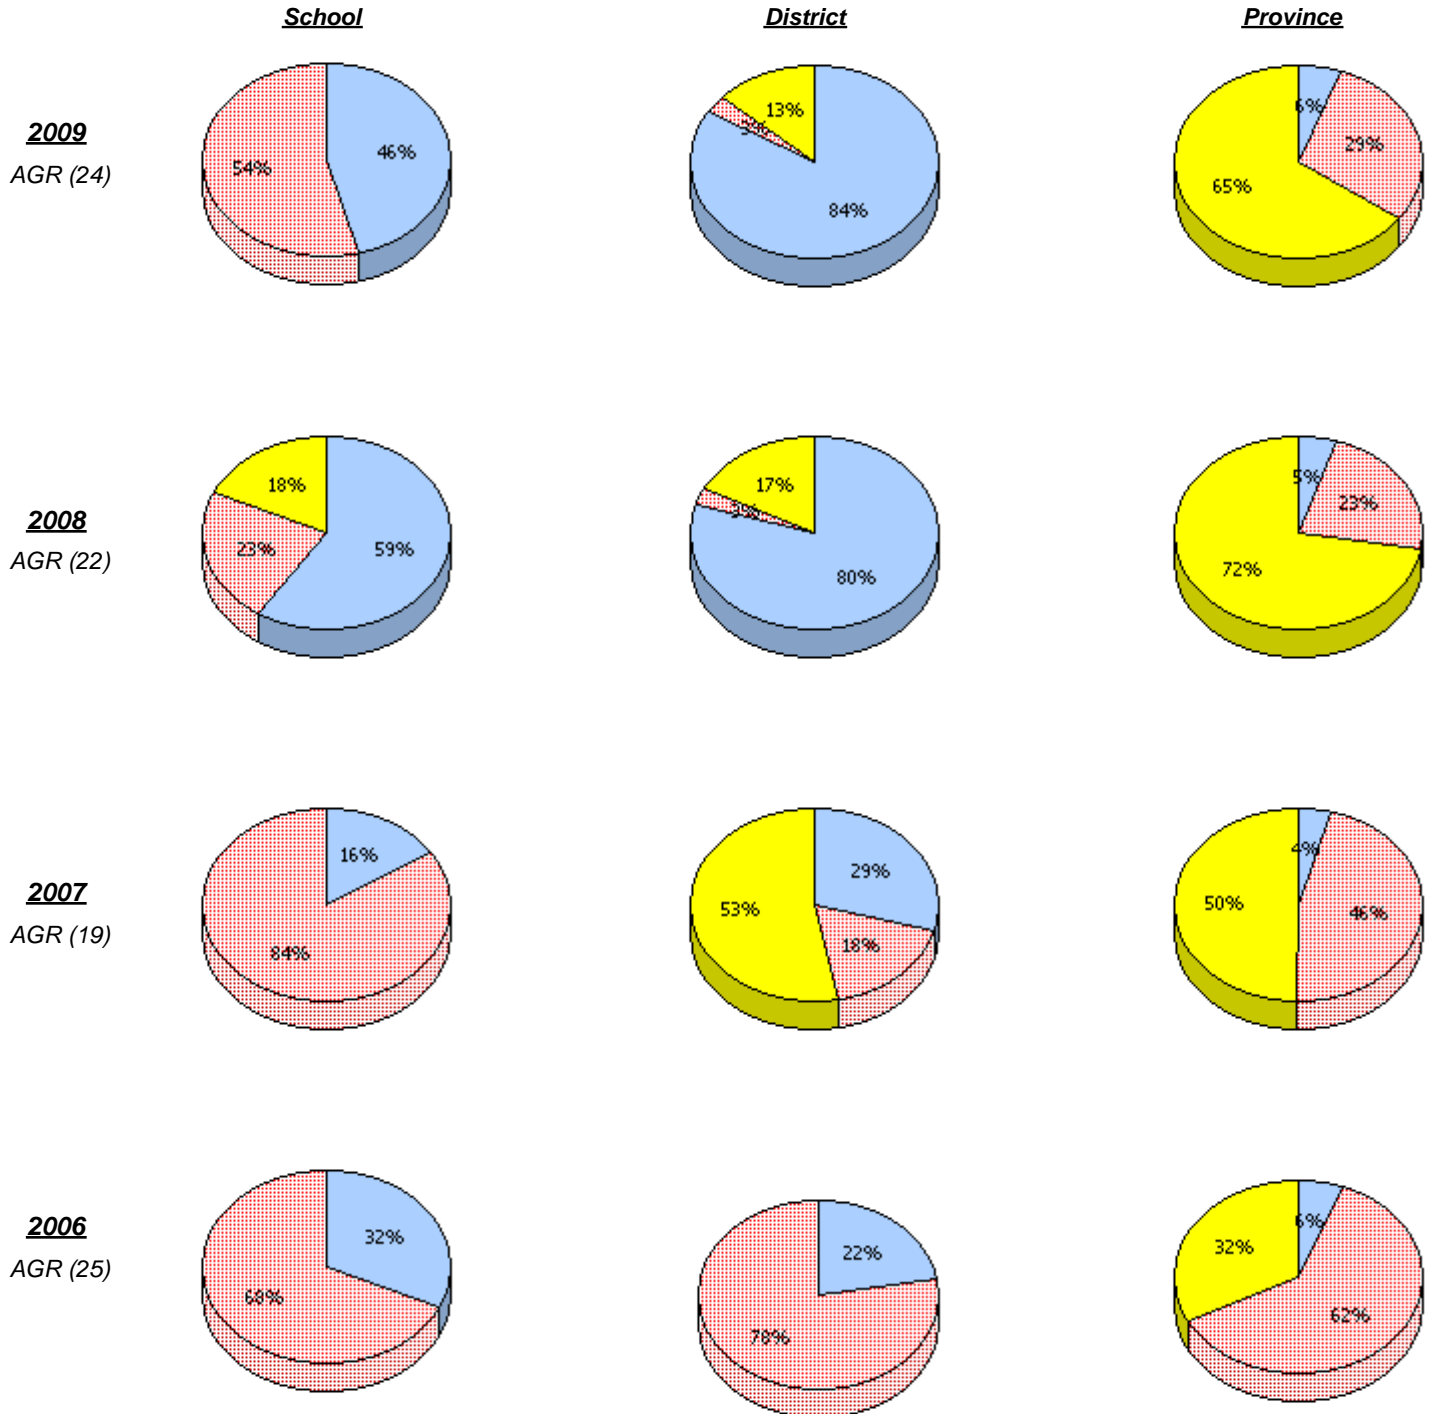 School District Province
2009
AGR (24)
54% 46%
13% 3% 84%
6% 29% 65%
2008
AGR (22)
18% 23% 59%
17% 3% 80%
5% 23% 72%
2007
AGR (19)
16% 84%
29% 53% 18%
4% 50% 46%
2006
AGR (25)
32% 68%
22% 78%
6% 32% 62%